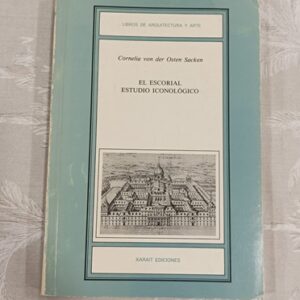 LIBROS DE ARQUITECTURA Y ARTE
Cornelia von der Osten Sacken
EL ESCORIAL
ESTUDIO ICONOLÓGICO
XARAIT EDICIONES